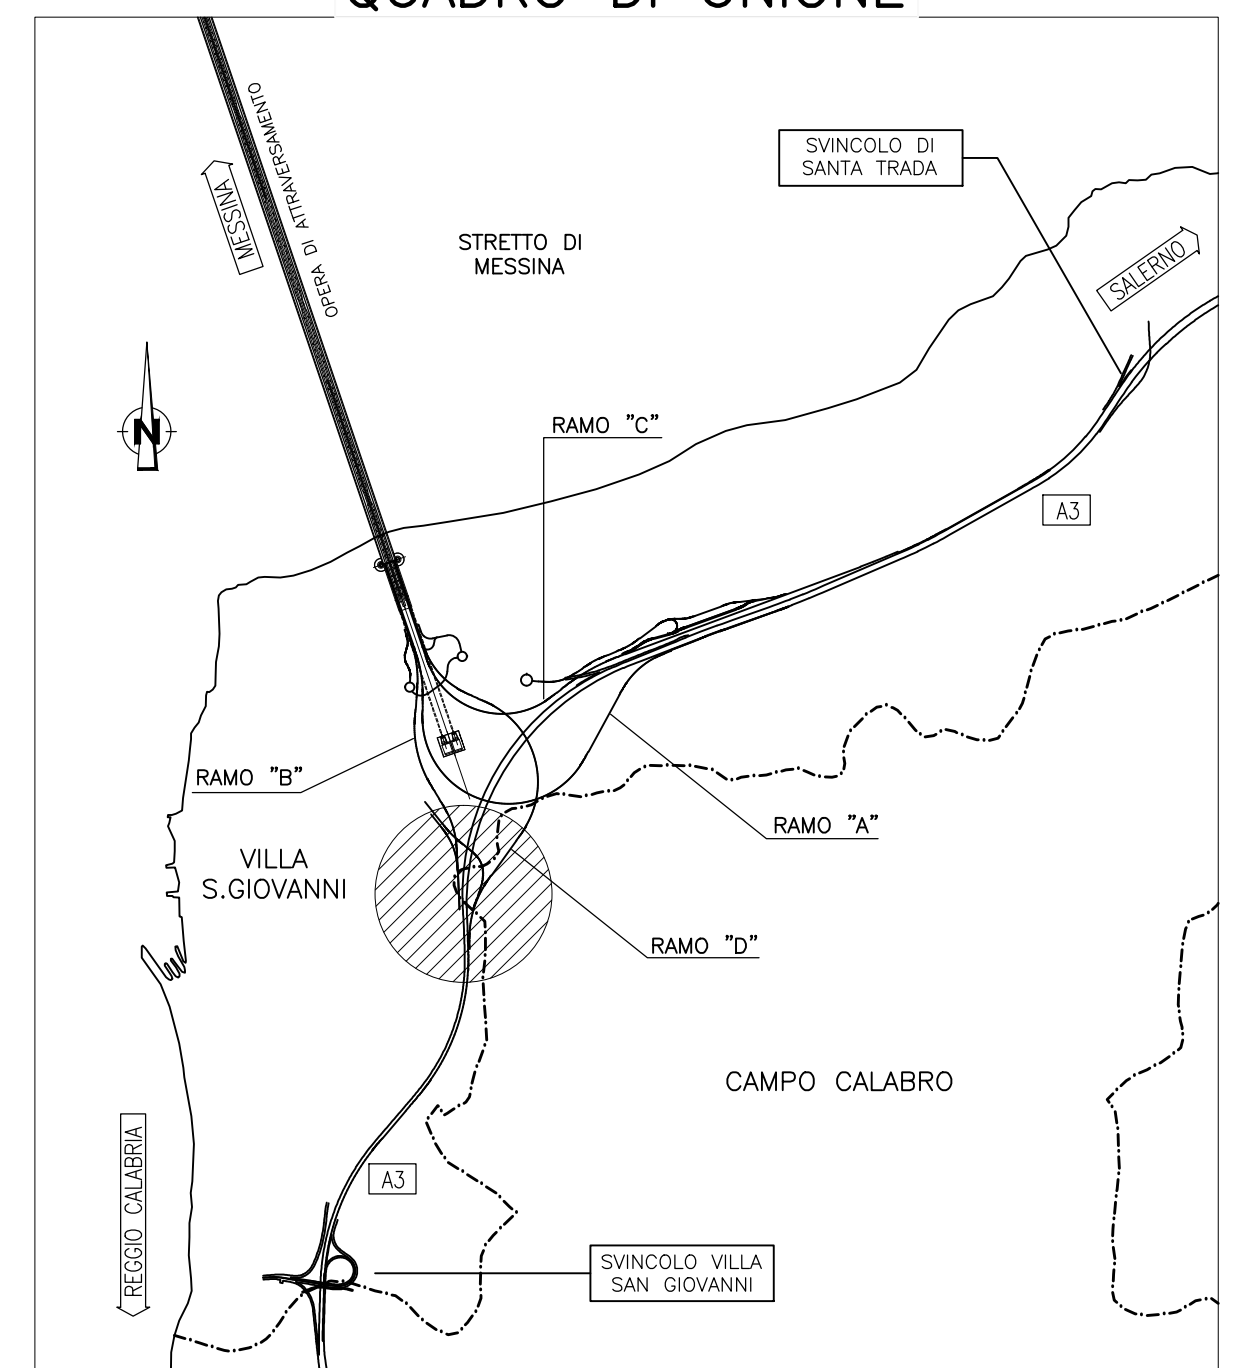 QUADRO DI UNIONE
OPERA DI ATTRAVERSAMENTO
MESSINA
SVINCOLO DI
SANTA TRADA
STRETTO DI
MESSINA
SALERNO
N
RAMO "C"
A3
RAMO "B"
RAMO "A"
VILLA
S.GIOVANNI
RAMO "D"
CAMPO CALABRO
REGGIO CALABRIA
A3
SVINCOLO VILLA
SAN GIOVANNI